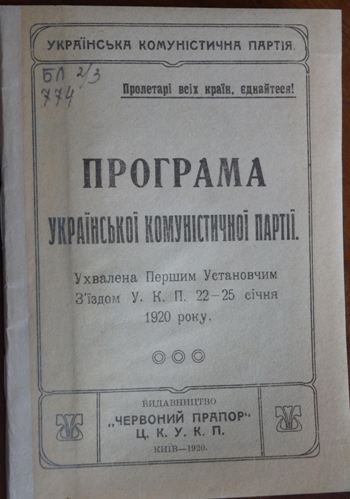 УКРАЇНСЬКА КОМУНІСТИЧНА ПАРТІЯ.
БЛ 2/3
774
Пролетарі всіх країн, єднайтеся!
ПРОГРАМА
УКРАЇНСЬКОЇ КОМУНІСТИЧНОЇ ПАРТІЇ.
Ухвалена Першим Установчим
З'їздом У. К. П. 22–25 січня
1920 року.
ВИДАВНИЦТВО
„ЧЕРВОНИЙ ПРАПОР"
Ц. К. У. К. П.
КИЇВ—1920.